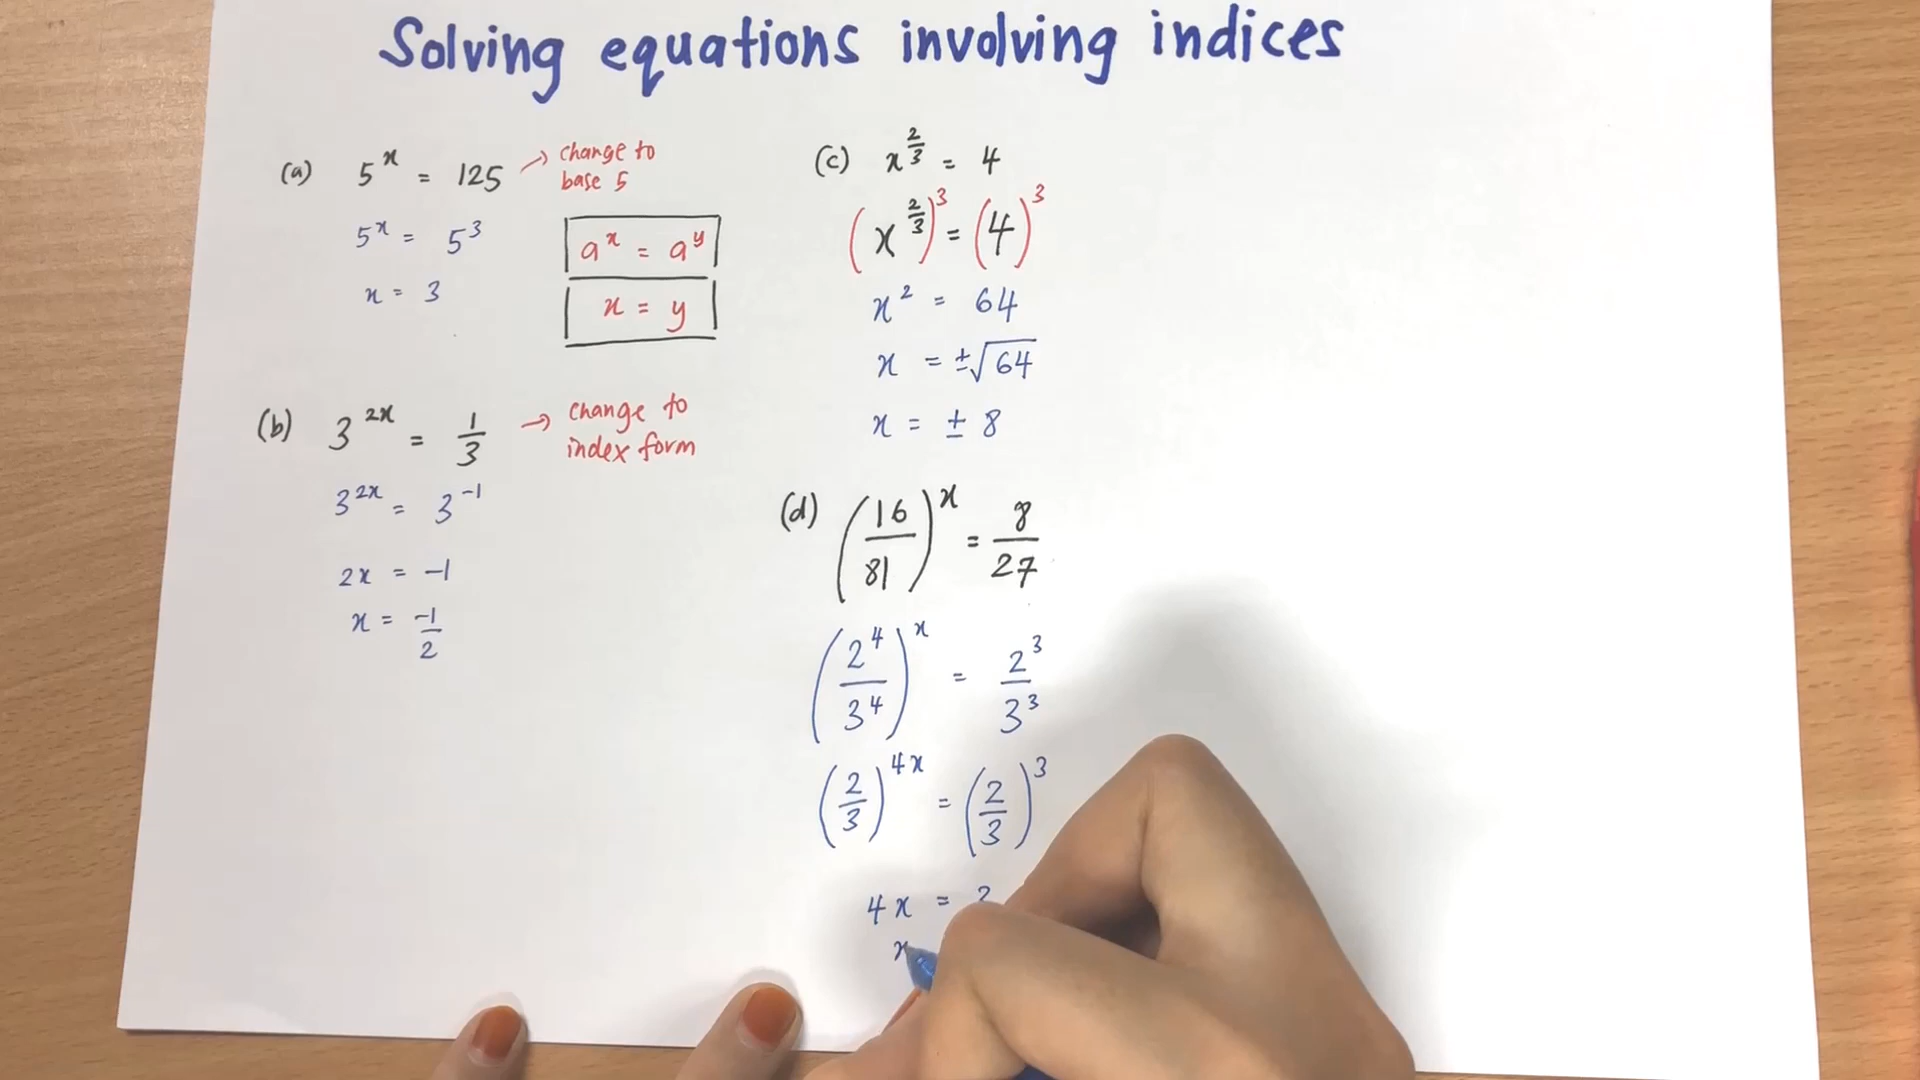 Solving equations involving indices
(a) 5^x = 125 → change to base 5
5^x = 5^3
x = 3
a^x = a^y
x = y
(b) 3^{2x} = 1/3 → change to index form
3^{2x} = 3^{-1}
2x = -1
x = -1/2
(c) x^{2/3} = 4
(x^{2/3})^3 = (4)^3
x^2 = 64
x = ±√64
x = ± 8
(d) (16/81)^x = 8/27
(2^4/3^4)^x = 2^3/3^3
(2/3)^{4x} = (2/3)^3
4x =
x